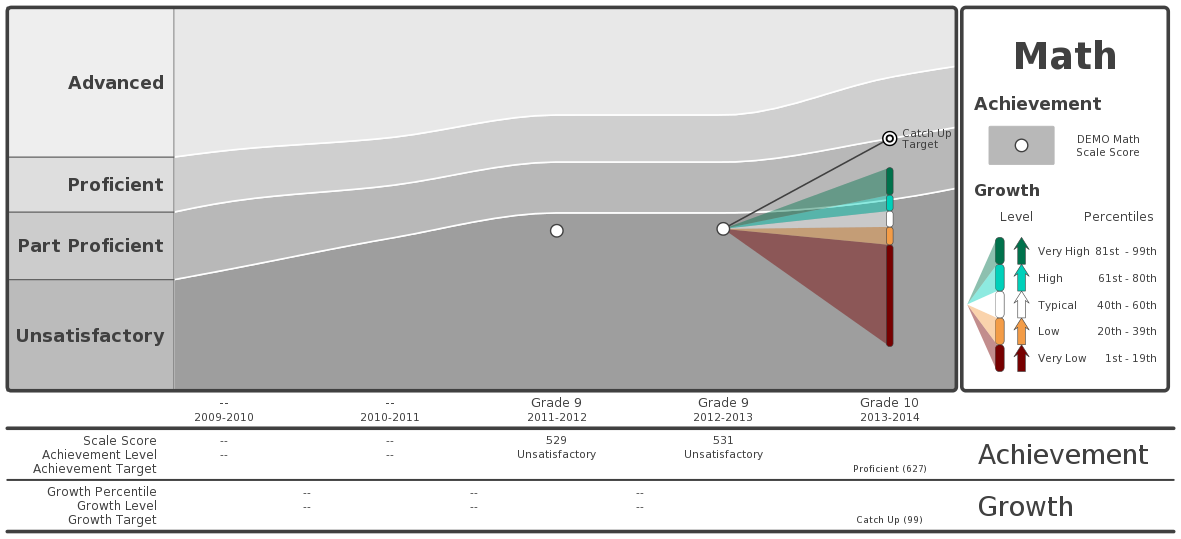 Advanced
Proficient
Part Proficient
Unsatisfactory
Catch Up
Target
Math
Achievement
DEMO Math
Scale Score
Growth
Level Percentiles
Very High 81st - 99th
High 61st - 80th
Typical 40th - 60th
Low 20th - 39th
Very Low 1st - 19th
-- -- Grade 9 Grade 9 Grade 10
2009-2010 2010-2011 2011-2012 2012-2013 2013-2014
Scale Score -- -- 529 531
Achievement Level -- -- Unsatisfactory Unsatisfactory
Achievement Target Proficient (627)
Achievement
Growth Percentile -- -- --
Growth Level -- -- --
Growth Target Catch Up (99)
Growth